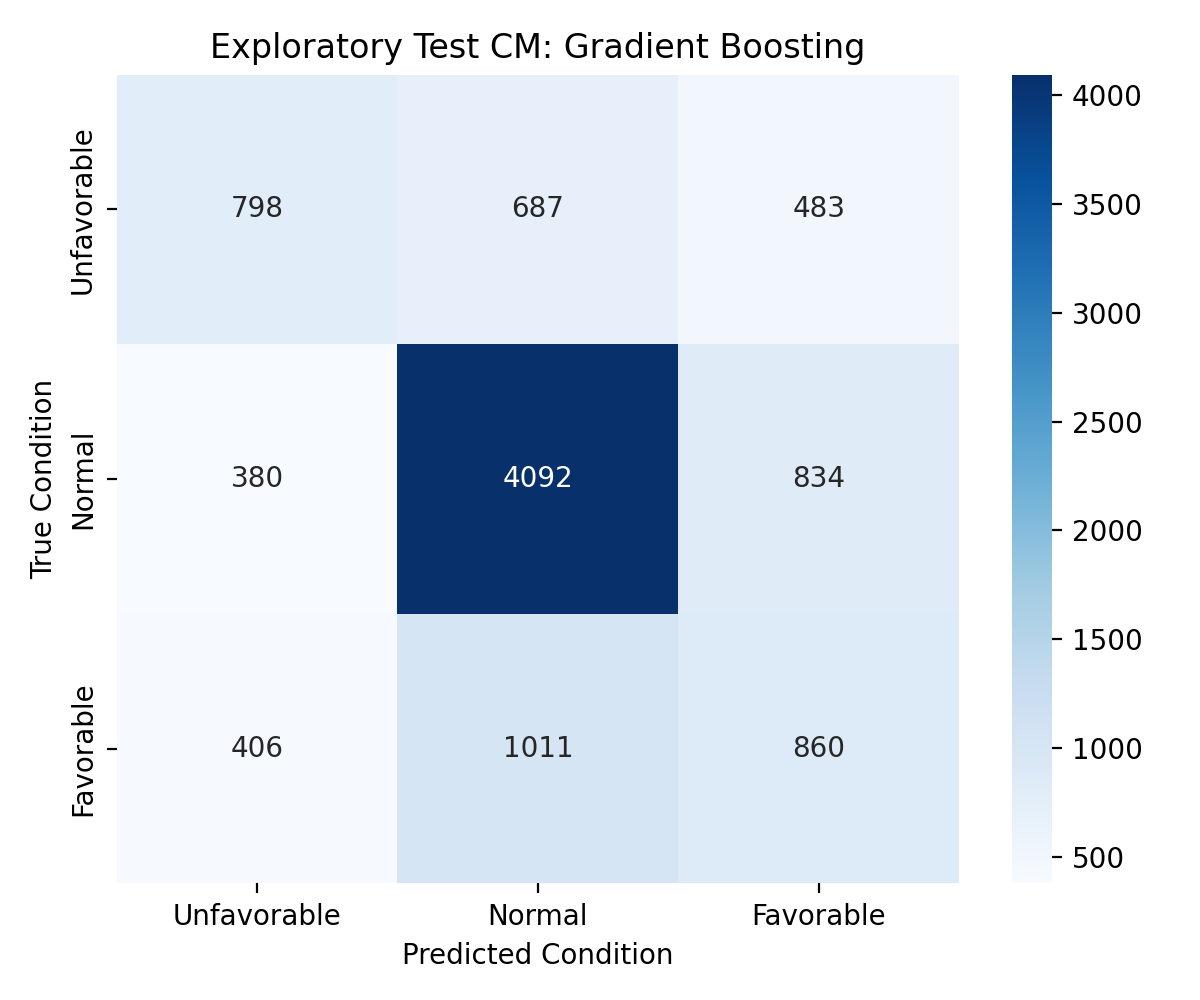 Exploratory Test CM: Gradient Boosting
True Condition
Unfavorable
798
687
483
Normal
380
4092
834
Favorable
406
1011
860
Unfavorable
Normal
Favorable
Predicted Condition
4000
3500
3000
2500
2000
1500
1000
500